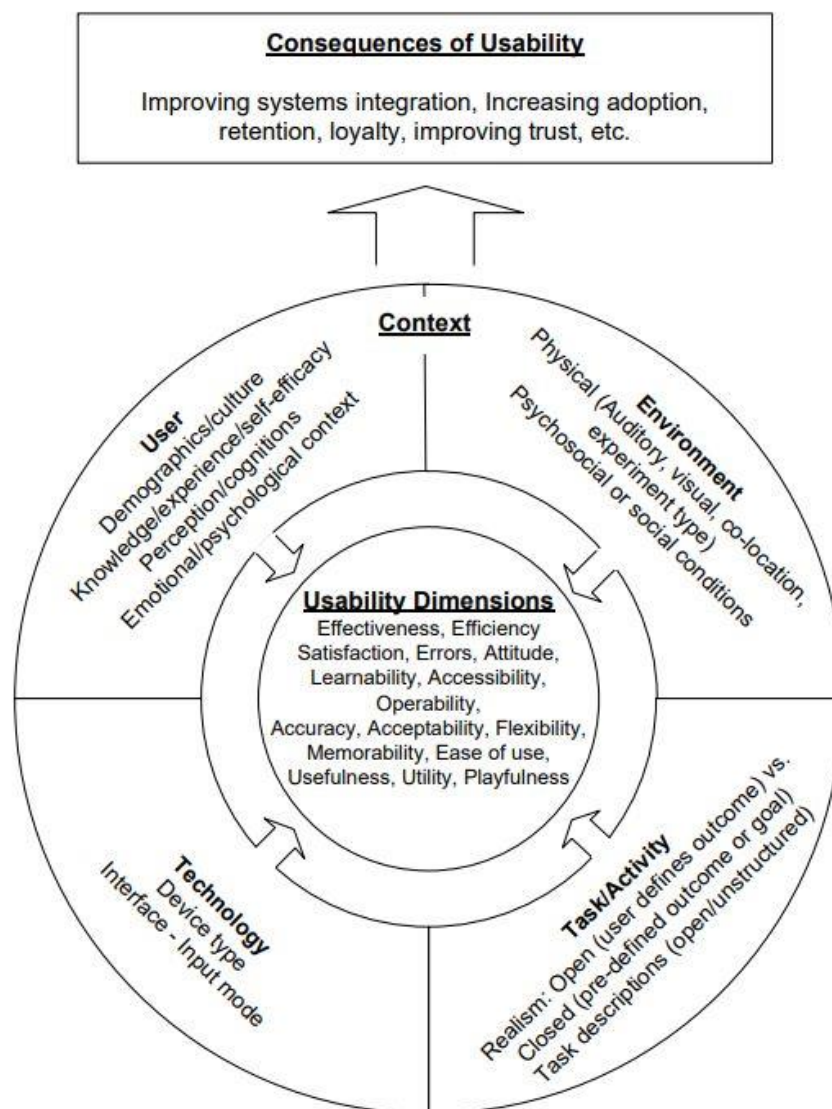 Consequences of Usability
Improving systems integration, Increasing adoption,
retention, loyalty, improving trust, etc.
Context
User
Demographics/culture
Knowledge/experience/self-efficacy
Perception/cognitions
Emotional/psychological context
Environment
Physical (Auditory, visual, co-location,
experiment type)
Psychosocial or social conditions
Usability Dimensions
Effectiveness, Efficiency
Satisfaction, Errors, Attitude,
Learnability, Accessibility,
Operability,
Accuracy, Acceptability, Flexibility,
Memorability, Ease of use,
Usefulness, Utility, Playfulness
Technology
Device type
Interface - Input mode
Task/Activity
Realism: Open (user defines outcome) vs.
Closed (pre-defined outcome or goal)
Task descriptions (open/unstructured)